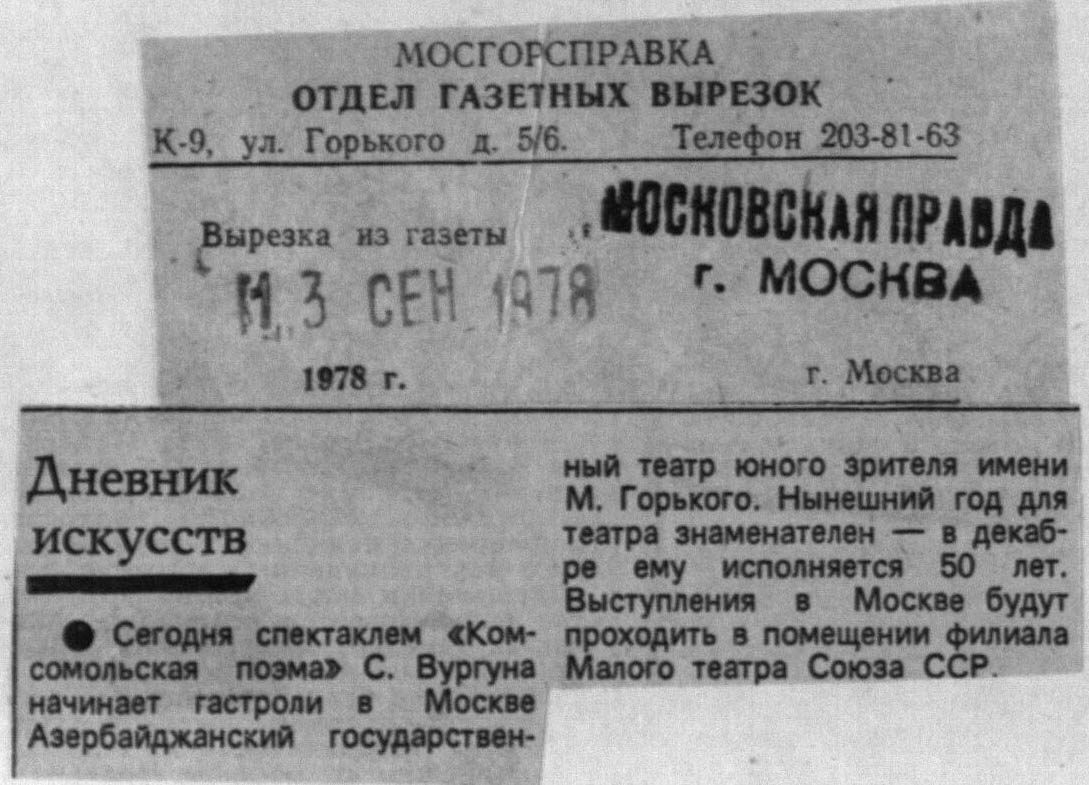 МОСГОРСПРАВКА
ОТДЕЛ ГАЗЕТНЫХ ВЫРЕЗОК
К-9, ул. Горького д. 5/6. Телефон 203-81-63
Вырезка из газеты
МОСКОВСКАЯ ПРАВДА
г. МОСКВА
13 СЕН 1978
1978 г. г. Москва
Дневник
искусств
● Сегодня спектаклем «Ком-
сомольская поэма» С. Вургуна
начинает гастроли в Москве
Азербайджанский государствен-
ный театр юного зрителя имени
М. Горького. Нынешний год для
театра знаменателен — в декаб-
ре ему исполняется 50 лет.
Выступления в Москве будут
проходить в помещении филиала
Малого театра Союза ССР.